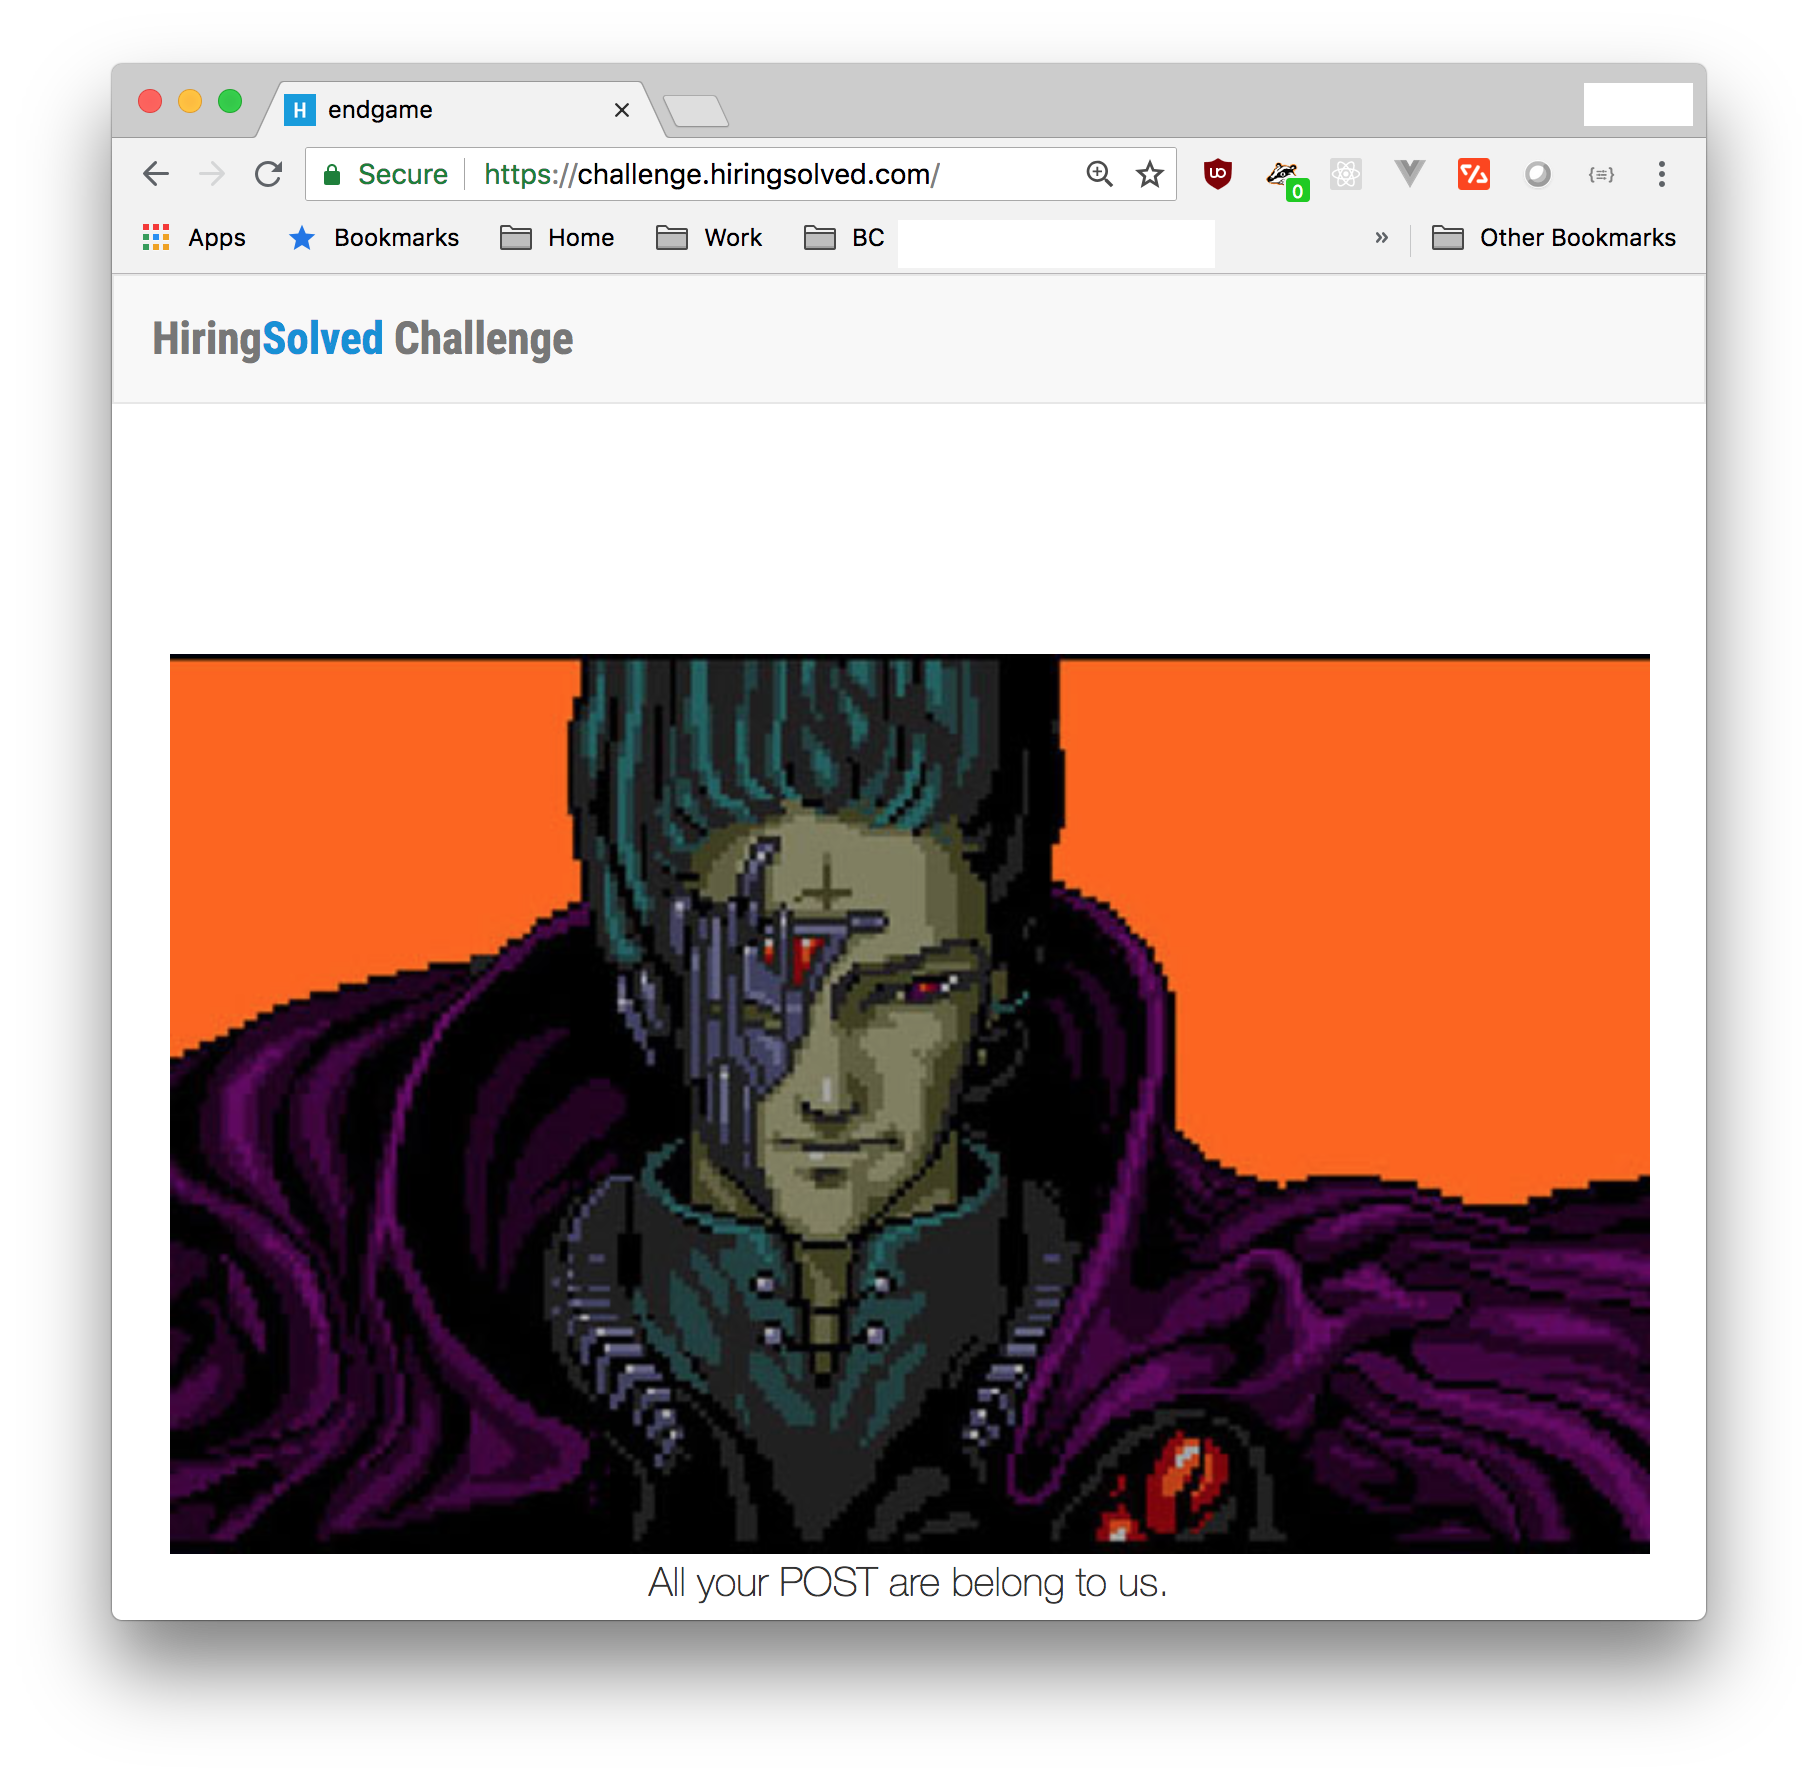 H endgame
Secure https://challenge.hiringsolved.com/
0
Apps Bookmarks Home Work BC » Other Bookmarks
HiringSolved Challenge
All your POST are belong to us.